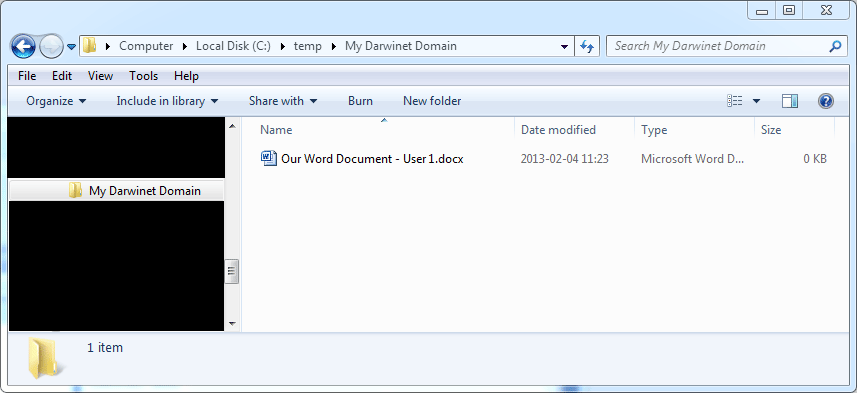 Computer Local Disk (C:) temp My Darwinet Domain Search My Darwinet Domain
File Edit View Tools Help
Organize Include in library Share with Burn New folder
Name Date modified Type Size
Our Word Document - User 1.docx 2013-02-04 11:23 Microsoft Word D... 0 KB
My Darwinet Domain
1 item